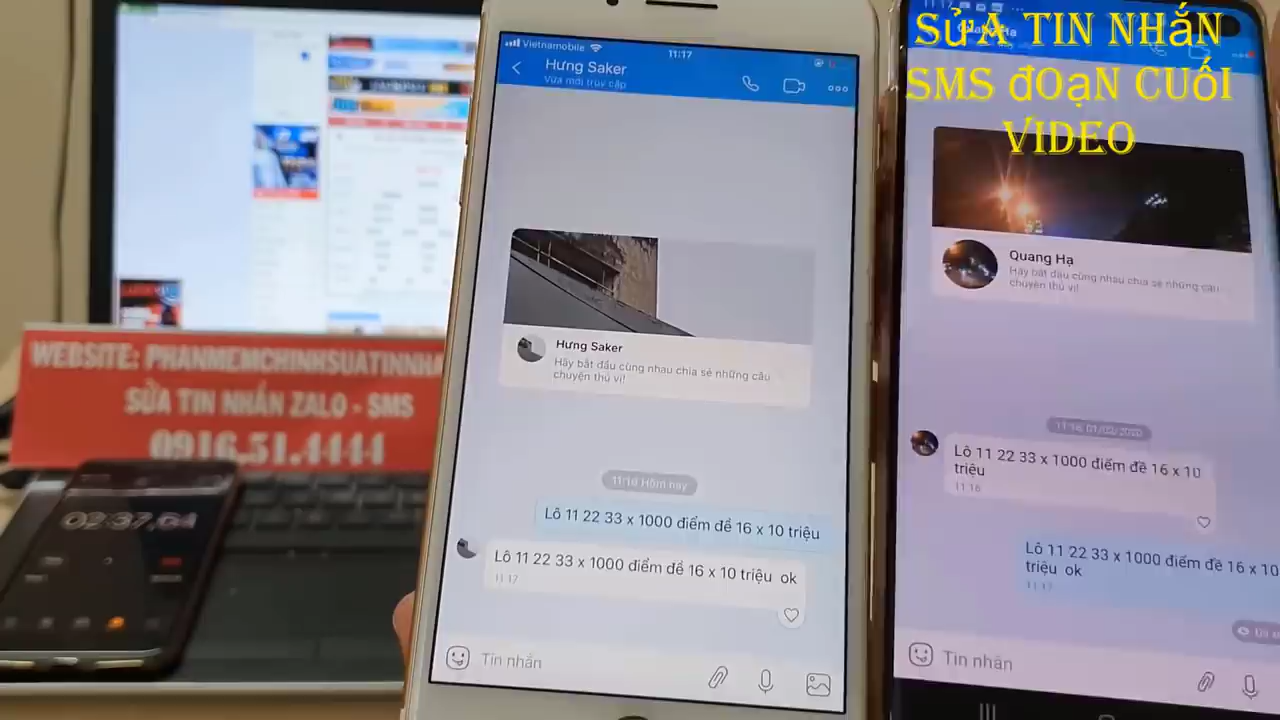 SỬA TIN NHẮN
SMS ĐOẠN CUỐI
VIDEO
WEBSITE: PHANMEMCHINHSUATINNHA
SỬA TIN NHẮN ZALO - SMS
0916.51.4444
02:37,04
Vietnamobile
11:17
Hưng Saker
Vừa mới truy cập
Hưng Saker
Hãy bắt đầu cùng nhau chia sẻ những câu
chuyện thú vị!
11:16 Hôm nay
Lô 11 22 33 x 1000 điểm đề 16 x 10 triệu
Lô 11 22 33 x 1000 điểm đề 16 x 10 triệu ok
11:17
Tin nhắn
11:17
Quang Hạ
Hãy bắt đầu cùng nhau chia sẻ những câu
chuyện thú vị!
11:16, 01/09/2020
Lô 11 22 33 x 1000 điểm đề 16 x 10
triệu
11:16
Lô 11 22 33 x 1000 điểm đề 16 x 10
triệu ok
11:17
Tin nhắn